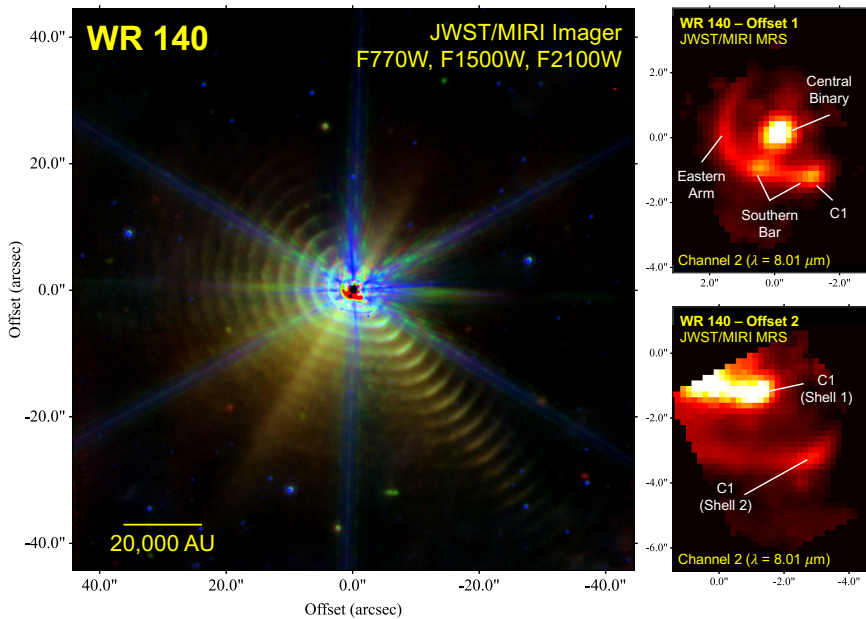 WR 140
JWST/MIRI Imager
F770W, F1500W, F2100W
40.0"
20.0"
0.0"
-20.0"
-40.0"
Offset (arcsec)
20,000 AU
40.0"
20.0"
0.0"
-20.0"
-40.0"
Offset (arcsec)
WR 140 – Offset 1
JWST/MIRI MRS
2.0"
0.0"
-2.0"
-4.0"
Central
Binary
Eastern
Arm
Southern
Bar
C1
Channel 2 (λ = 8.01 μm)
2.0"
0.0"
-2.0"
WR 140 – Offset 2
JWST/MIRI MRS
0.0"
-2.0"
-4.0"
-6.0"
C1
(Shell 1)
C1
(Shell 2)
Channel 2 (λ = 8.01 μm)
0.0"
-2.0"
-4.0"